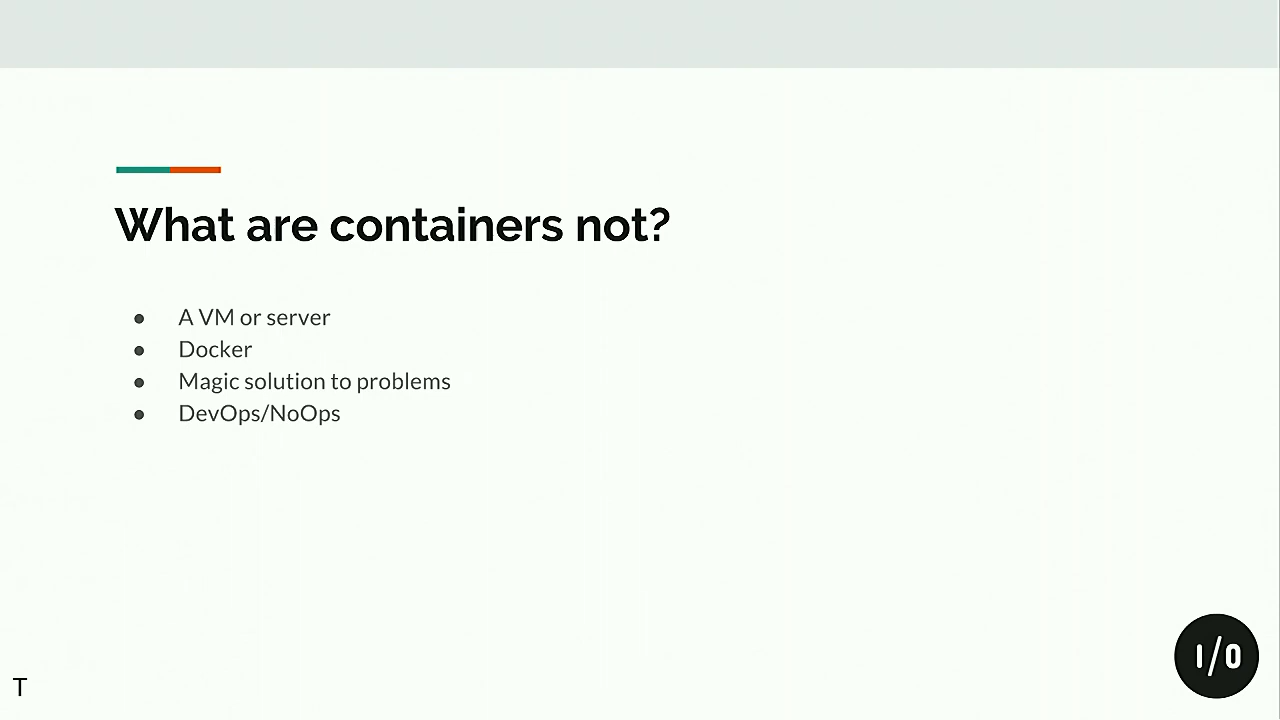 What are containers not?
● A VM or server
● Docker
● Magic solution to problems
● DevOps/NoOps
I/O
T